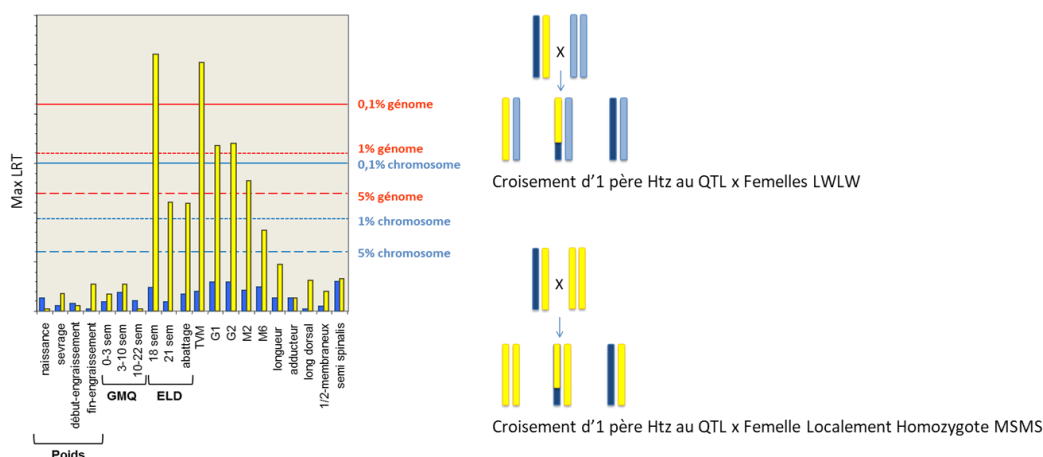 Max LRT
0,1% génome
1% génome
0,1% chromosome
5% génome
1% chromosome
5% chromosome
naissance
sevrage
début-engraissement
fin-engraissement
0-3 sem
3-10 sem
10-22 sem
18 sem
21 sem
abattage
TVM
G1
G2
M2
M6
longueur
adducteur
long dorsal
1/2-membraneux
semi spinalis
GMQ
ELD
Poids
X
Croisement d'1 père Htz au QTL x Femelles LWLW
X
Croisement d'1 père Htz au QTL x Femelle Localement Homozygote MSMS